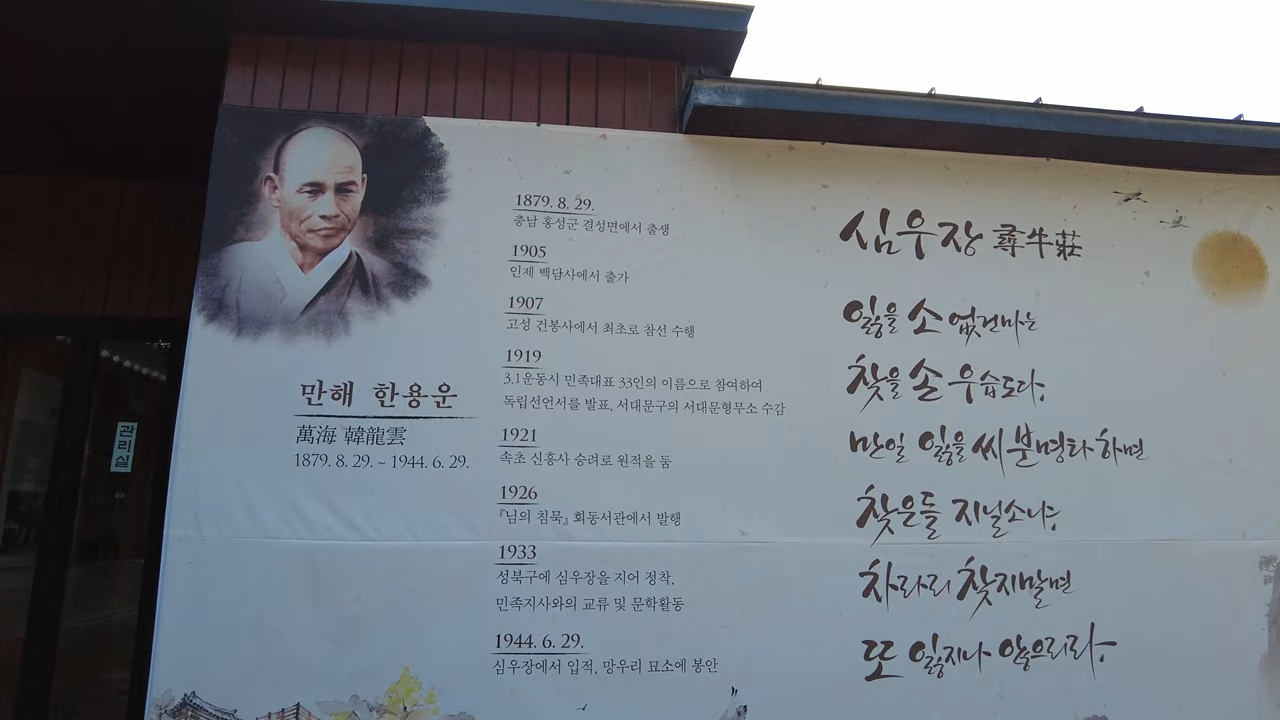 만해 한용운
萬海 韓龍雲
1879. 8. 29. ~ 1944. 6. 29.
관리실
1879. 8. 29.
충남 홍성군 결성면에서 출생
1905
인제 백담사에서 출가
1907
고성 건봉사에서 최초로 참선 수행
1919
3.1운동시 민족대표 33인의 이름으로 참여하여
독립선언서를 발표, 서대문구의 서대문형무소 수감
1921
속초 신흥사 승려로 원적을 둠
1926
『님의 침묵』 회동서관에서 발행
1933
성북구에 심우장을 지어 정착,
민족지사와의 교류 및 문학활동
1944. 6. 29.
심우장에서 입적, 망우리 묘소에 봉안
심우장 尋牛莊
잃을 소 없건마는
찾을 손 우습도다.
만일 잃을 씨 분명타 하면
찾은들 지닐소냐.
차라리 찾지 말면
또 잃지나 않으리라.